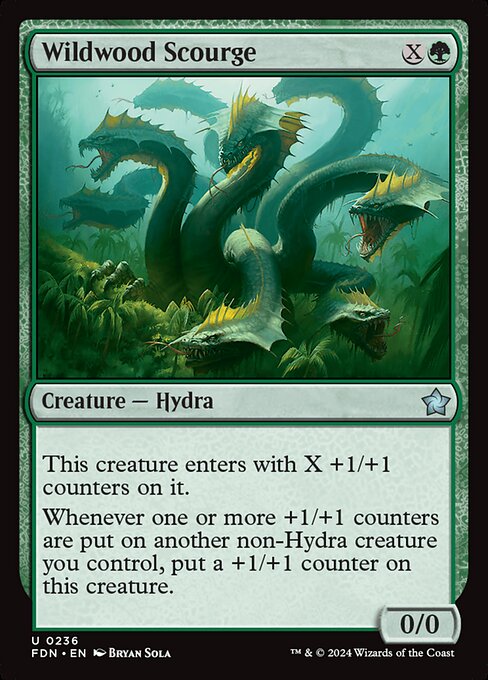 Wildwood Scourge X
Creature — Hydra
This creature enters with X +1/+1
counters on it.
Whenever one or more +1/+1 counters
are put on another non-Hydra creature
you control, put a +1/+1 counter on
this creature.
0/0
U 0236
FDN • EN Bryan Sola
™ & © 2024 Wizards of the Coast